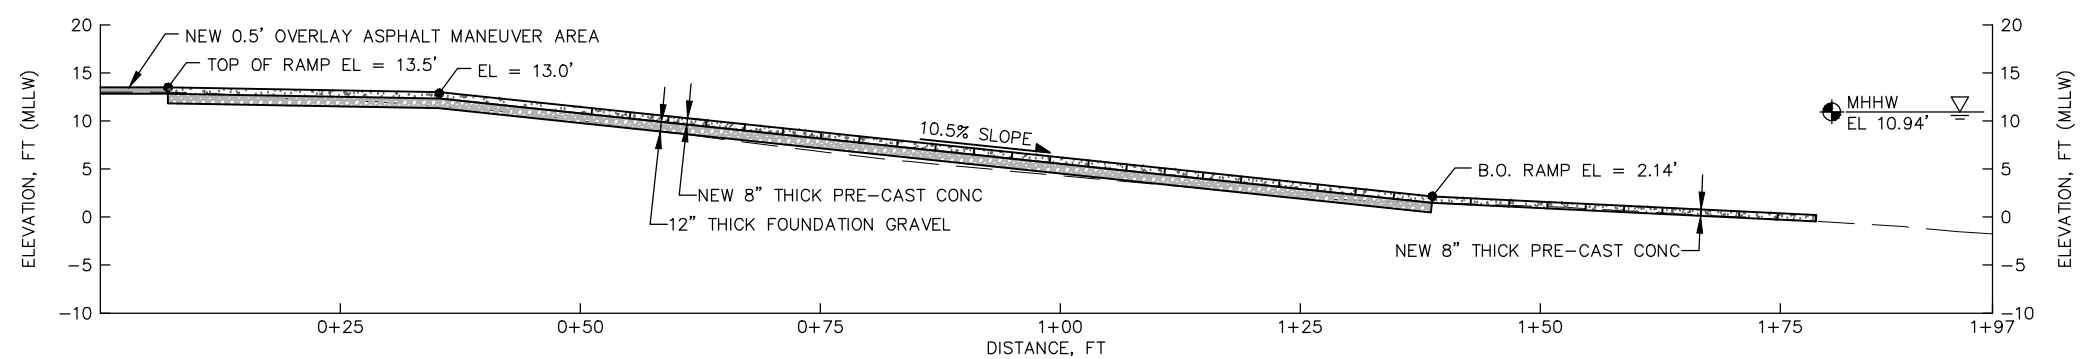 20
15
10
5
0
−5
−10
ELEVATION, FT (MLLW)
NEW 0.5' OVERLAY ASPHALT MANEUVER AREA
TOP OF RAMP EL = 13.5'
EL = 13.0'
10.5% SLOPE
NEW 8" THICK PRE−CAST CONC
12" THICK FOUNDATION GRAVEL
B.O. RAMP EL = 2.14'
NEW 8" THICK PRE−CAST CONC
MHHW
EL 10.94'
20
15
10
5
0
−5
−10
ELEVATION, FT (MLLW)
0+25
0+50
0+75
1+00
1+25
1+50
1+75
1+97
DISTANCE, FT